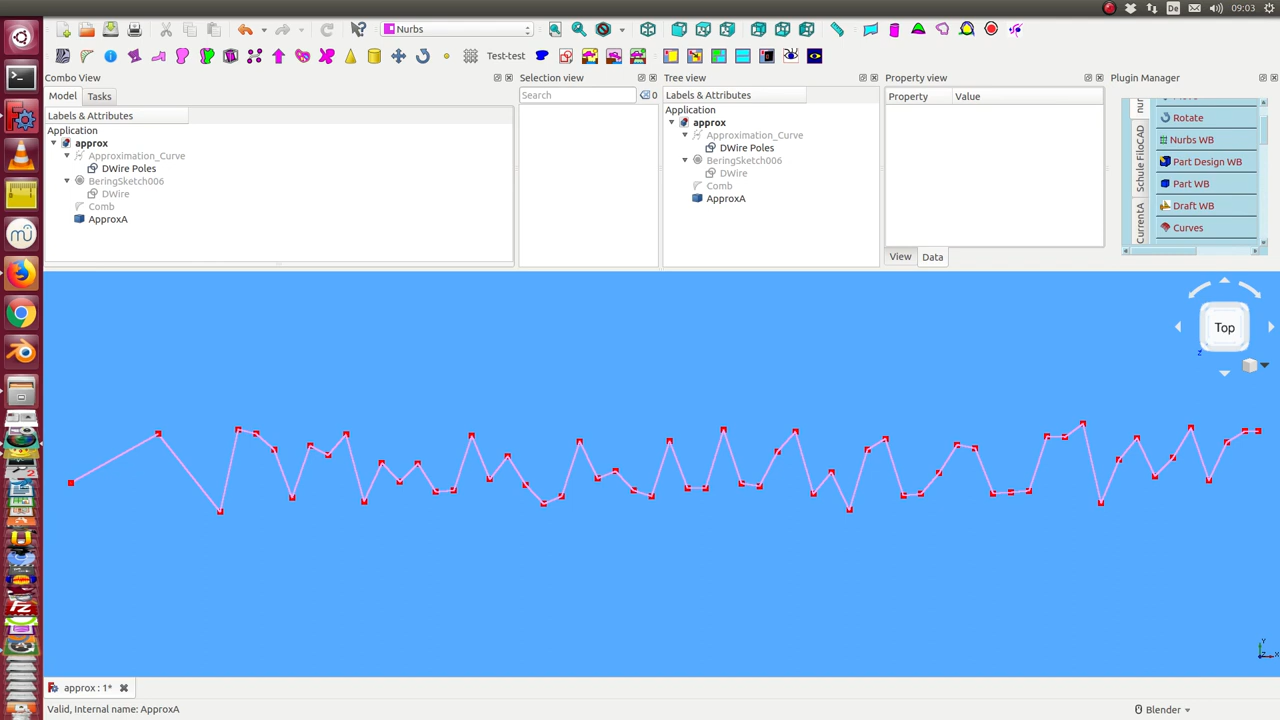 De
09:03
Nurbs
Test-test
Combo View
Selection view
Tree view
Property view
Plugin Manager
Model
Tasks
Search
0
Labels & Attributes
Property
Value
Labels & Attributes
Application
Application
approx
approx
Approximation_Curve
Approximation_Curve
DWire Poles
DWire Poles
BeringSketch006
BeringSketch006
DWire
DWire
Comb
Comb
ApproxA
ApproxA
Rotate
Nurbs WB
Part Design WB
Part WB
Draft WB
Curves
Schule FlloCAD
CurrentA
View
Data
Top
Z
Y
Z
X
approx : 1*
Valid, Internal name: ApproxA
Blender